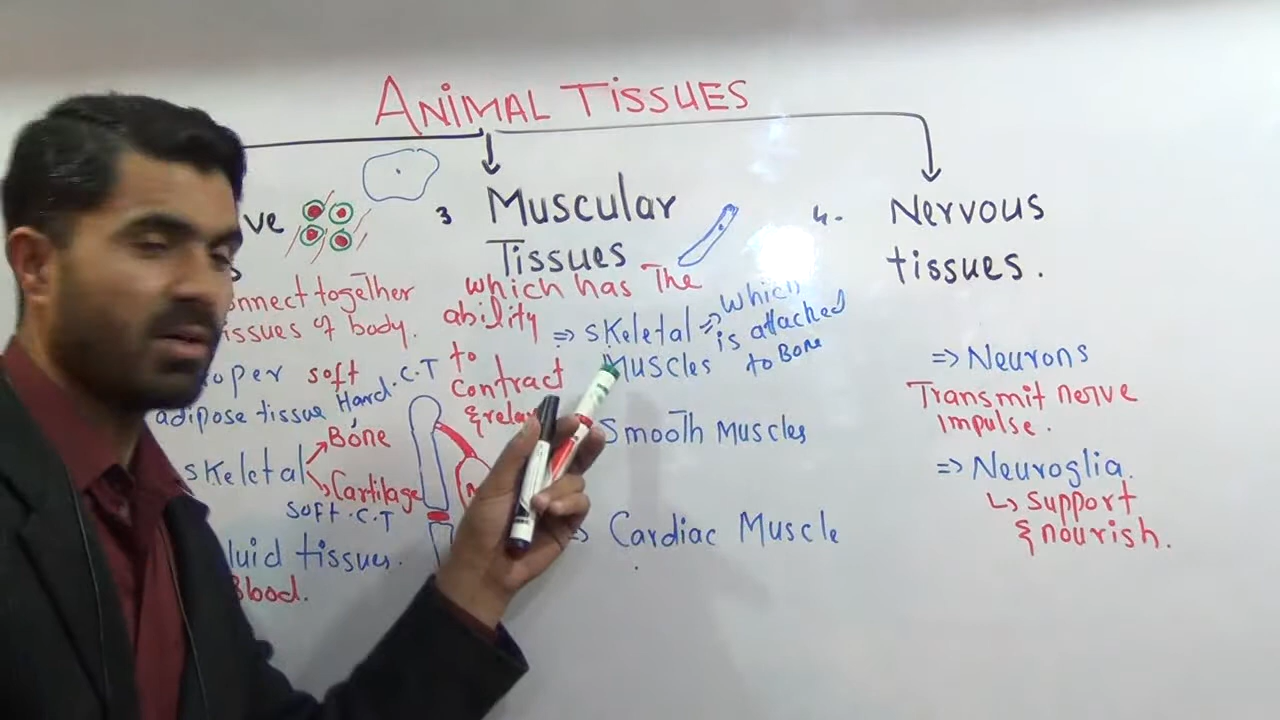 ANIMAL TISSUES
ve
s
onnect together
issues of body.
oper soft
Hard.C.T
adipose tissue
skeletal
Bone
Cartilage
soft.C.T
luid tissues.
Blood.
3 Muscular
Tissues
which has The
ability
to
contract
& relax
=> skeletal => which
Muscles is attached
to Bone
Smooth Muscles
=> Cardiac Muscle
4. Nervous
tissues.
=> Neurons
Transmit nerve
impulse.
=> Neuroglia.
↳ support
& nourish.